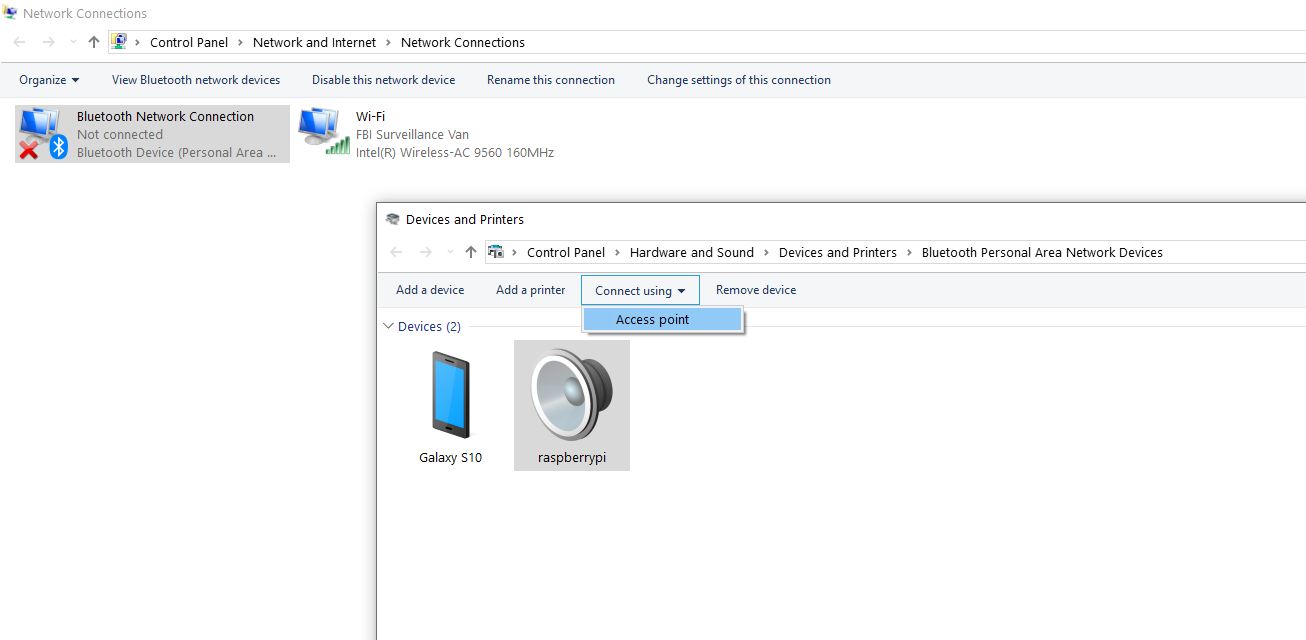 Network Connections
Control Panel > Network and Internet > Network Connections
Organize View Bluetooth network devices Disable this network device Rename this connection Change settings of this connection
Bluetooth Network Connection
Not connected
Bluetooth Device (Personal Area ...
Wi-Fi
FBI Surveillance Van
Intel(R) Wireless-AC 9560 160MHz
Devices and Printers
Control Panel > Hardware and Sound > Devices and Printers > Bluetooth Personal Area Network Devices
Add a device Add a printer Connect using Remove device
Access point
Devices (2)
Galaxy S10
raspberrypi